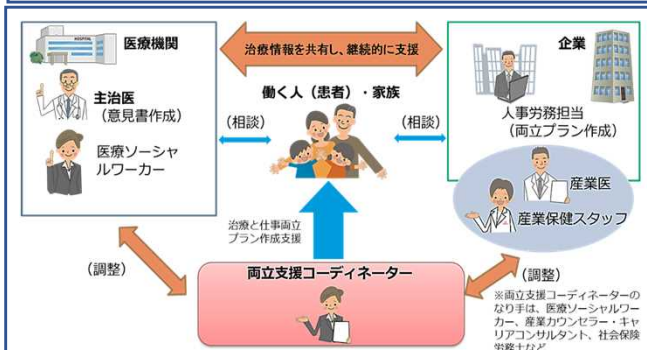 医療機関
HOSPITAL
主治医
（意見書作成）
医療ソーシャ
ルワーカー
治療情報を共有し、継続的に支援
働く人（患者）・家族
（相談）
（相談）
企業
人事労務担当
（両立プラン作成）
産業医
産業保健スタッフ
治療と仕事両立
プラン作成支援
（調整）
両立支援コーディネーター
（調整）
※両立支援コーディネーターの
なり手は、医療ソーシャルワー
カー、産業カウンセラー・キャ
リアコンサルタント、社会保険
労務士など